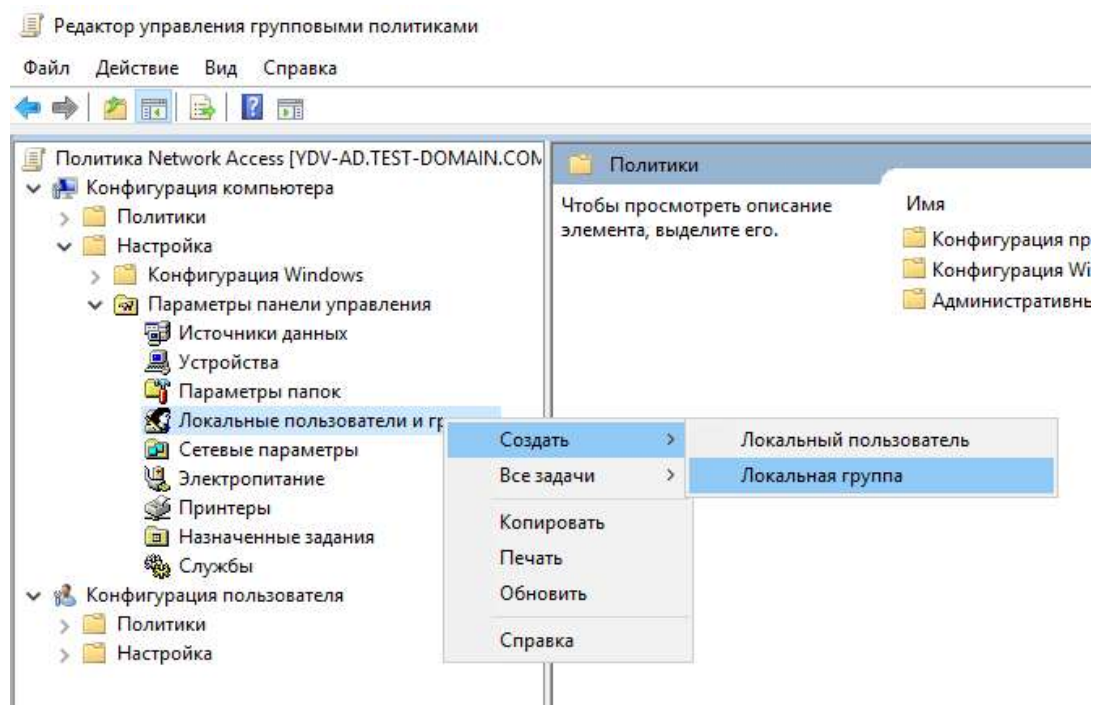 Редактор управления групповыми политиками
Файл Действие Вид Справка
Политика Network Access [YDV-AD.TEST-DOMAIN.COM
Конфигурация компьютера
Политики
Настройка
Конфигурация Windows
Параметры панели управления
Источники данных
Устройства
Параметры папок
Локальные пользователи и гр
Сетевые параметры
Электропитание
Принтеры
Назначенные задания
Службы
Конфигурация пользователя
Политики
Настройка
Политики
Чтобы просмотреть описание
элемента, выделите его.
Имя
Конфигурация пр
Конфигурация Wi
Административны
Создать
Все задачи
Копировать
Печать
Обновить
Справка
Локальный пользователь
Локальная группа